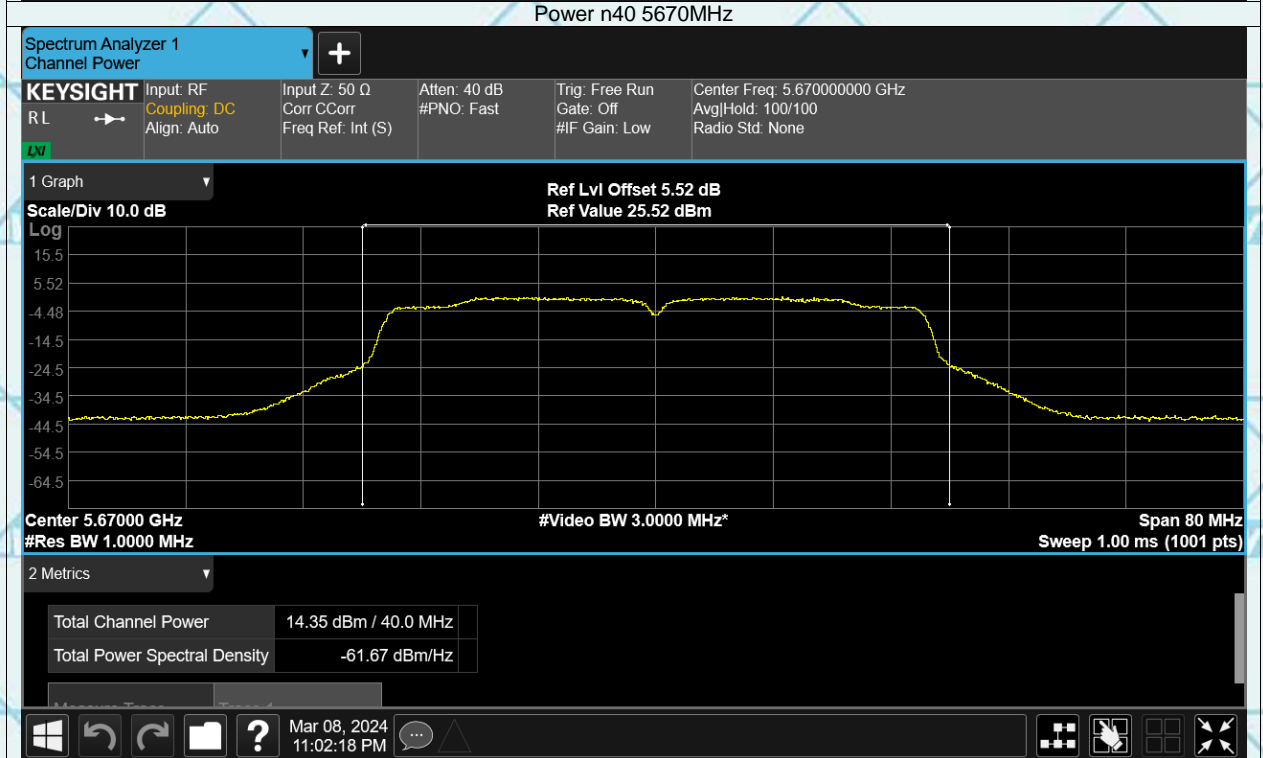 Power n40 5670MHz
Spectrum Analyzer 1
Channel Power
+
KEYSIGHT
R L
LXI
Input: RF
Coupling: DC
Align: Auto
Input Z: 50 Ω
Corr CCorr
Freq Ref: Int (S)
Atten: 40 dB
#PNO: Fast
Trig: Free Run
Gate: Off
#IF Gain: Low
Center Freq: 5.670000000 GHz
Avg|Hold: 100/100
Radio Std: None
1 Graph
Ref Lvl Offset 5.52 dB
Scale/Div 10.0 dB
Ref Value 25.52 dBm
Log
15.5
5.52
-4.48
-14.5
-24.5
-34.5
-44.5
-54.5
-64.5
Center 5.67000 GHz
#Video BW 3.0000 MHz*
Span 80 MHz
#Res BW 1.0000 MHz
Sweep 1.00 ms (1001 pts)
2 Metrics
Total Channel Power 14.35 dBm / 40.0 MHz
Total Power Spectral Density -61.67 dBm/Hz
?
Mar 08, 2024
11:02:18 PM